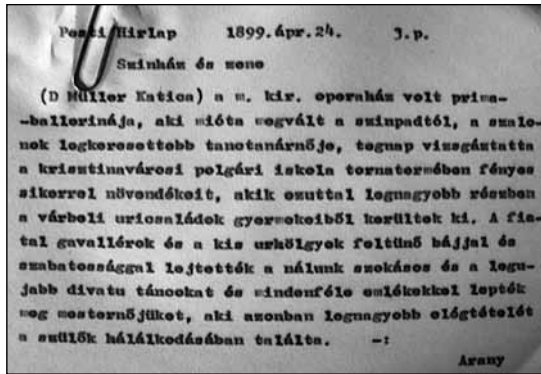 Pesti Hirlap 1899.ápr.24. 3.p.
Szinház és zene
(D Müller Katica) a m. kir. operaház volt prima-
-ballerinája, aki mióta megvált a szinpadtól, a szalo-
nok legkeresettebb tanctanárnője, tegnap vizsgáztatta
a krisztinavárosi polgári iskola tornatermében fényes
sikerrel növendékeit, akik ezuttal legnagyobb részben
a várbeli uricsaládok gyermekeiből kerültek ki. A fia-
tal gavallérok és a kis urhölgyek feltünő bájjal és
szabatossággal lejtették a nálunk szokásos és a legu-
jabb divatu táncokat és mindenféle emlékekkel lepték
meg mesternőjüket, aki azonban legnagyobb elégtételét
a szülők hálálkodásában találta. -:
Arany